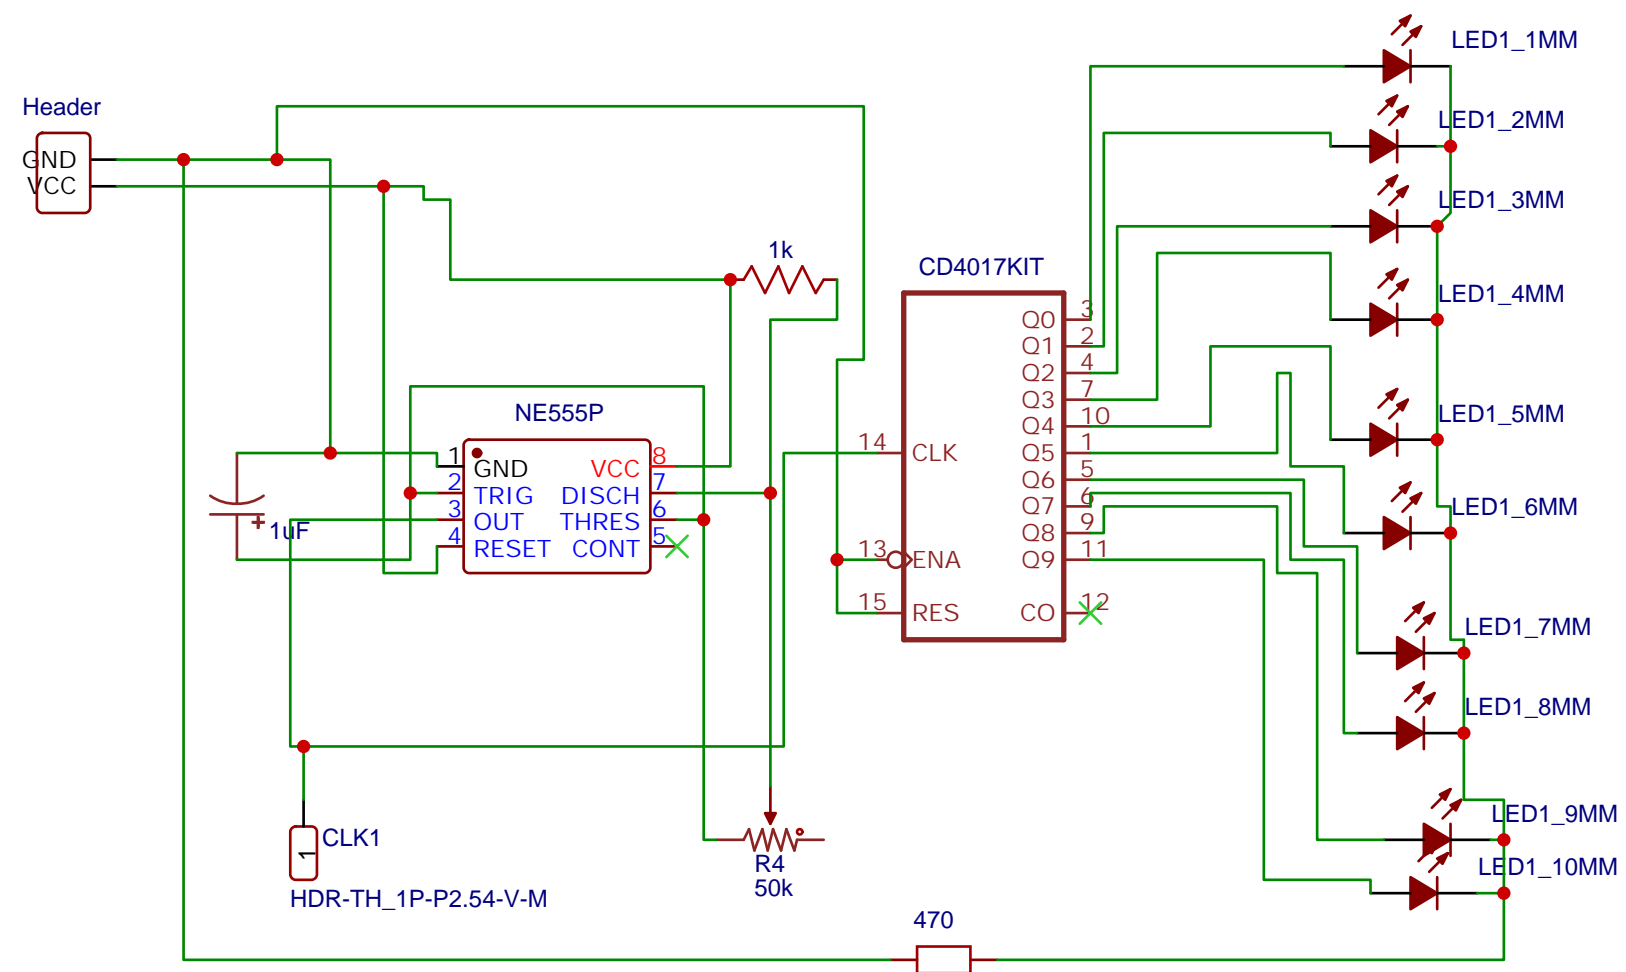 Header
GND
VCC
1k
NE555P
1 GND
2 TRIG
3 OUT
4 RESET
VCC 8
DISCH 7
THRES 6
CONT 5
+ 1uF
CLK1
1
HDR-TH_1P-P2.54-V-M
R4
50k
470
CD4017KIT
14 CLK
13 ENA
15 RES
Q0 3
Q1 2
Q2 4
Q3 7
Q4 10
Q5 1
Q6 5
Q7 6
Q8 9
Q9 11
CO 12
LED1_1MM
LED1_2MM
LED1_3MM
LED1_4MM
LED1_5MM
LED1_6MM
LED1_7MM
LED1_8MM
LED1_9MM
LED1_10MM